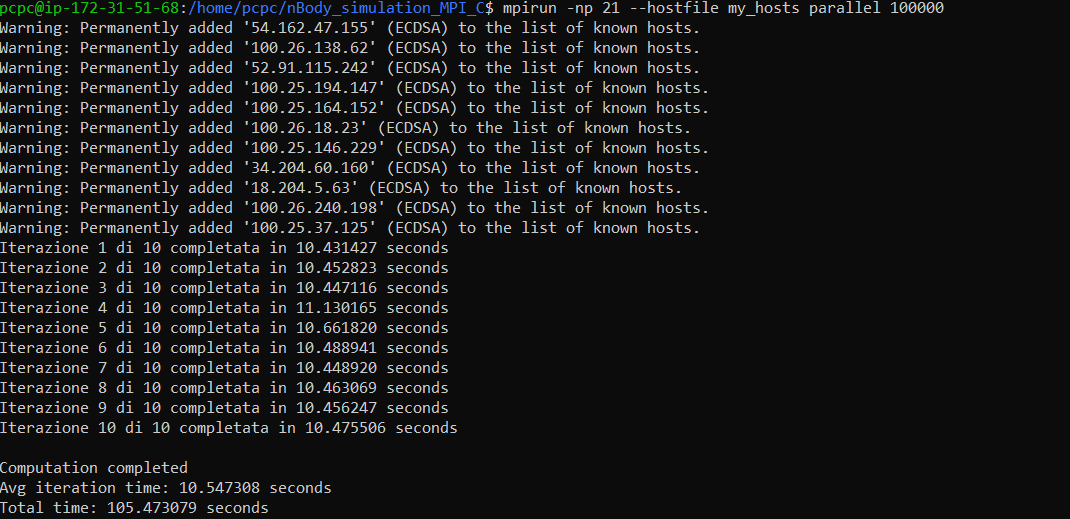 pcpc@ip-172-31-51-68:/home/pcpc/nBody_simulation_MPI_C$ mpirun -np 21 --hostfile my_hosts parallel 100000
Warning: Permanently added '54.162.47.155' (ECDSA) to the list of known hosts.
Warning: Permanently added '100.26.138.62' (ECDSA) to the list of known hosts.
Warning: Permanently added '52.91.115.242' (ECDSA) to the list of known hosts.
Warning: Permanently added '100.25.194.147' (ECDSA) to the list of known hosts.
Warning: Permanently added '100.25.164.152' (ECDSA) to the list of known hosts.
Warning: Permanently added '100.26.18.23' (ECDSA) to the list of known hosts.
Warning: Permanently added '100.25.146.229' (ECDSA) to the list of known hosts.
Warning: Permanently added '34.204.60.160' (ECDSA) to the list of known hosts.
Warning: Permanently added '18.204.5.63' (ECDSA) to the list of known hosts.
Warning: Permanently added '100.26.240.198' (ECDSA) to the list of known hosts.
Warning: Permanently added '100.25.37.125' (ECDSA) to the list of known hosts.
Iterazione 1 di 10 completata in 10.431427 seconds
Iterazione 2 di 10 completata in 10.452823 seconds
Iterazione 3 di 10 completata in 10.447116 seconds
Iterazione 4 di 10 completata in 11.130165 seconds
Iterazione 5 di 10 completata in 10.661820 seconds
Iterazione 6 di 10 completata in 10.488941 seconds
Iterazione 7 di 10 completata in 10.448920 seconds
Iterazione 8 di 10 completata in 10.463069 seconds
Iterazione 9 di 10 completata in 10.456247 seconds
Iterazione 10 di 10 completata in 10.475506 seconds
Computation completed
Avg iteration time: 10.547308 seconds
Total time: 105.473079 seconds